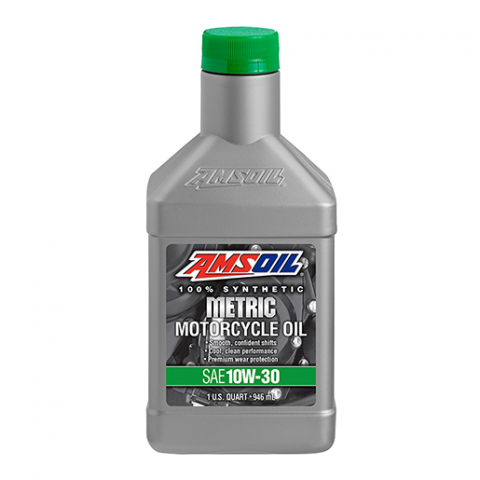 AMSOIL
AMSOIL
100% SYNTHETIC
METRIC
MOTORCYCLE OIL
• Smooth, confident shifts
• Cool, clean performance
• Premium wear protection
SAE 10W-30
1 U.S. QUART • 946 mL